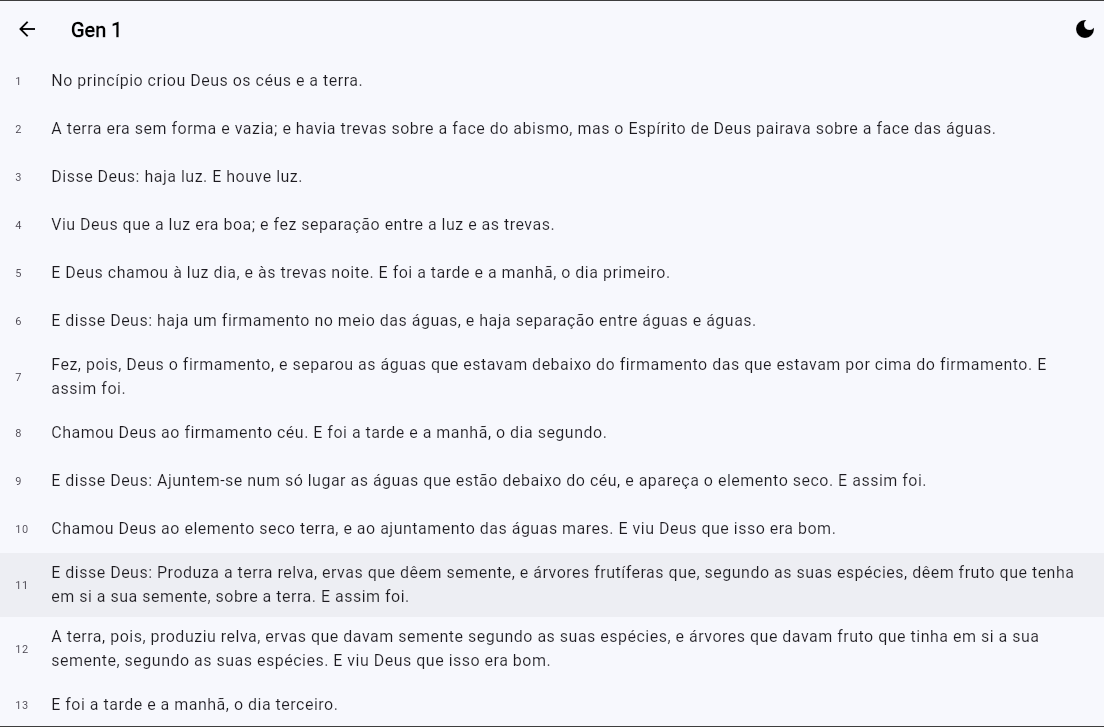 Gen 1
1 No princípio criou Deus os céus e a terra.
2 A terra era sem forma e vazia; e havia trevas sobre a face do abismo, mas o Espírito de Deus pairava sobre a face das águas.
3 Disse Deus: haja luz. E houve luz.
4 Viu Deus que a luz era boa; e fez separação entre a luz e as trevas.
5 E Deus chamou à luz dia, e às trevas noite. E foi a tarde e a manhã, o dia primeiro.
6 E disse Deus: haja um firmamento no meio das águas, e haja separação entre águas e águas.
7 Fez, pois, Deus o firmamento, e separou as águas que estavam debaixo do firmamento das que estavam por cima do firmamento. E
assim foi.
8 Chamou Deus ao firmamento céu. E foi a tarde e a manhã, o dia segundo.
9 E disse Deus: Ajuntem-se num só lugar as águas que estão debaixo do céu, e apareça o elemento seco. E assim foi.
10 Chamou Deus ao elemento seco terra, e ao ajuntamento das águas mares. E viu Deus que isso era bom.
11 E disse Deus: Produza a terra relva, ervas que dêem semente, e árvores frutíferas que, segundo as suas espécies, dêem fruto que tenha
em si a sua semente, sobre a terra. E assim foi.
12 A terra, pois, produziu relva, ervas que davam semente segundo as suas espécies, e árvores que davam fruto que tinha em si a sua
semente, segundo as suas espécies. E viu Deus que isso era bom.
13 E foi a tarde e a manhã, o dia terceiro.